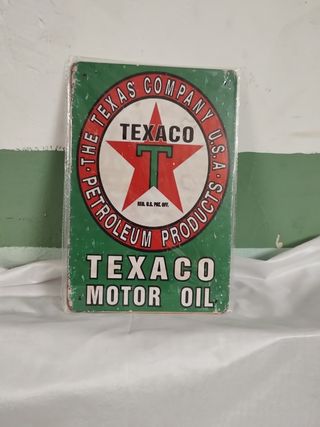 THE TEXAS COMPANY U.S.A.
TEXACO
T
REG. U.S. PAT. OFF.
PETROLEUM PRODUCTS
TEXACO
MOTOR OIL